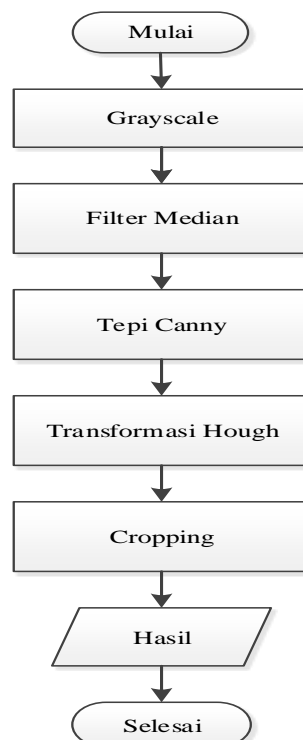 Mulai
Grayscale
Filter Median
Tepi Canny
Transformasi Hough
Cropping
Hasil
Selesai